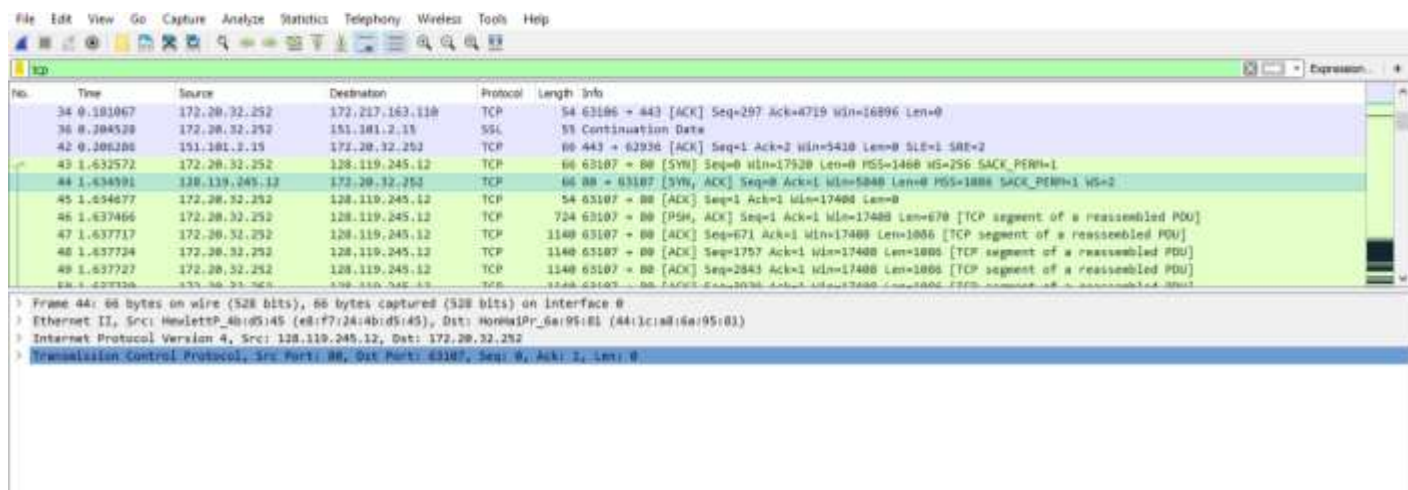 File Edit View Go Capture Analyze Statistics Telephony Wireless Tools Help
tcp Expression... +
No. Time Source Destination Protocol Length Info
34 0.181067 172.20.32.252 172.217.163.110 TCP 54 63106 → 443 [ACK] Seq=297 Ack=4719 Win=16896 Len=0
36 0.204528 172.20.32.252 151.101.2.15 SSL 55 Continuation Data
42 0.206286 151.101.2.15 172.20.32.252 TCP 66 443 → 62936 [ACK] Seq=1 Ack=2 Win=5410 Len=0 SLE=1 SRE=2
43 1.632572 172.20.32.252 128.119.245.12 TCP 66 63107 → 80 [SYN] Seq=0 Win=17520 Len=0 MSS=1460 WS=256 SACK_PERM=1
44 1.634591 128.119.245.12 172.20.32.252 TCP 66 80 → 63107 [SYN, ACK] Seq=0 Ack=1 Win=5840 Len=0 MSS=1086 SACK_PERM=1 WS=2
45 1.634677 172.20.32.252 128.119.245.12 TCP 54 63107 → 80 [ACK] Seq=1 Ack=1 Win=17408 Len=0
46 1.637466 172.20.32.252 128.119.245.12 TCP 724 63107 → 80 [PSH, ACK] Seq=1 Ack=1 Win=17408 Len=670 [TCP segment of a reassembled PDU]
47 1.637717 172.20.32.252 128.119.245.12 TCP 1140 63107 → 80 [ACK] Seq=671 Ack=1 Win=17408 Len=1086 [TCP segment of a reassembled PDU]
48 1.637724 172.20.32.252 128.119.245.12 TCP 1140 63107 → 80 [ACK] Seq=1757 Ack=1 Win=17408 Len=1086 [TCP segment of a reassembled PDU]
49 1.637727 172.20.32.252 128.119.245.12 TCP 1140 63107 → 80 [ACK] Seq=2843 Ack=1 Win=17408 Len=1086 [TCP segment of a reassembled PDU]
Frame 44: 66 bytes on wire (528 bits), 66 bytes captured (528 bits) on interface 0
Ethernet II, Src: HewlettP_4b:d5:45 (e8:f7:24:4b:d5:45), Dst: HonHaiPr_6a:95:81 (44:1c:a8:6a:95:81)
Internet Protocol Version 4, Src: 128.119.245.12, Dst: 172.20.32.252
Transmission Control Protocol, Src Port: 80, Dst Port: 63107, Seq: 0, Ack: 1, Len: 0